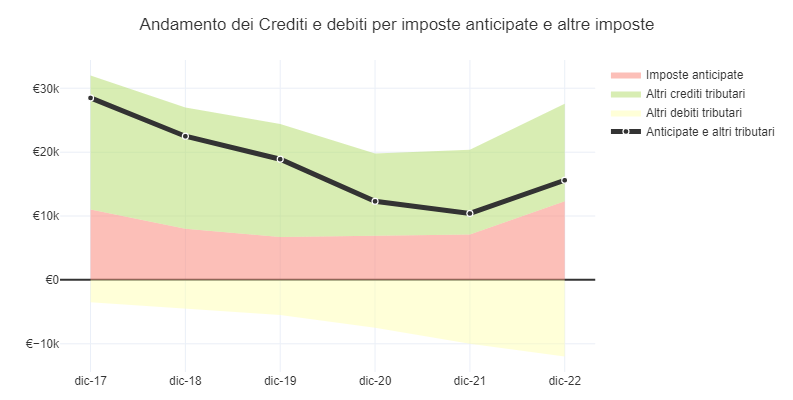 Andamento dei Crediti e debiti per imposte anticipate e altre imposte
€30k
€20k
€10k
€0
€−10k
dic-17
dic-18
dic-19
dic-20
dic-21
dic-22
Imposte anticipate
Altri crediti tributari
Altri debiti tributari
Anticipate e altri tributari